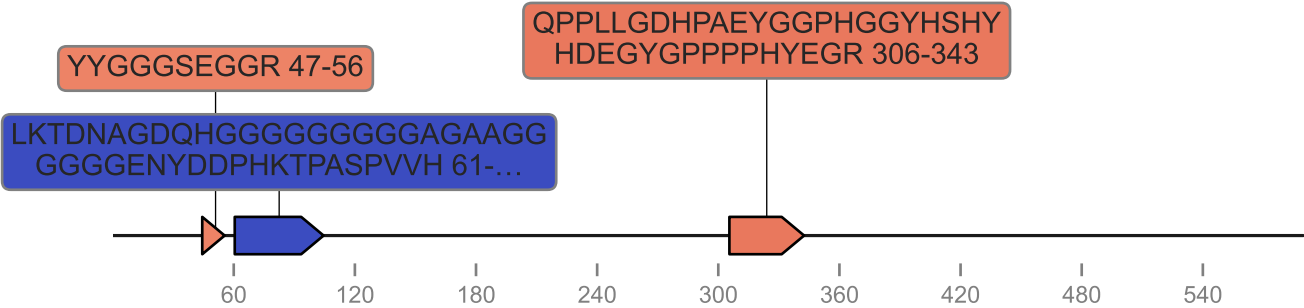 QPPLLGDHPAEYGGPHGGYHSHY
HDEGYGPPPPHYEGR 306-343
YYGGGSEGGR 47-56
LKTDNAGDQHGGGGGGGGGAGAAGG
GGGGENYDDPHKTPASPVVH 61-…
60 120 180 240 300 360 420 480 540